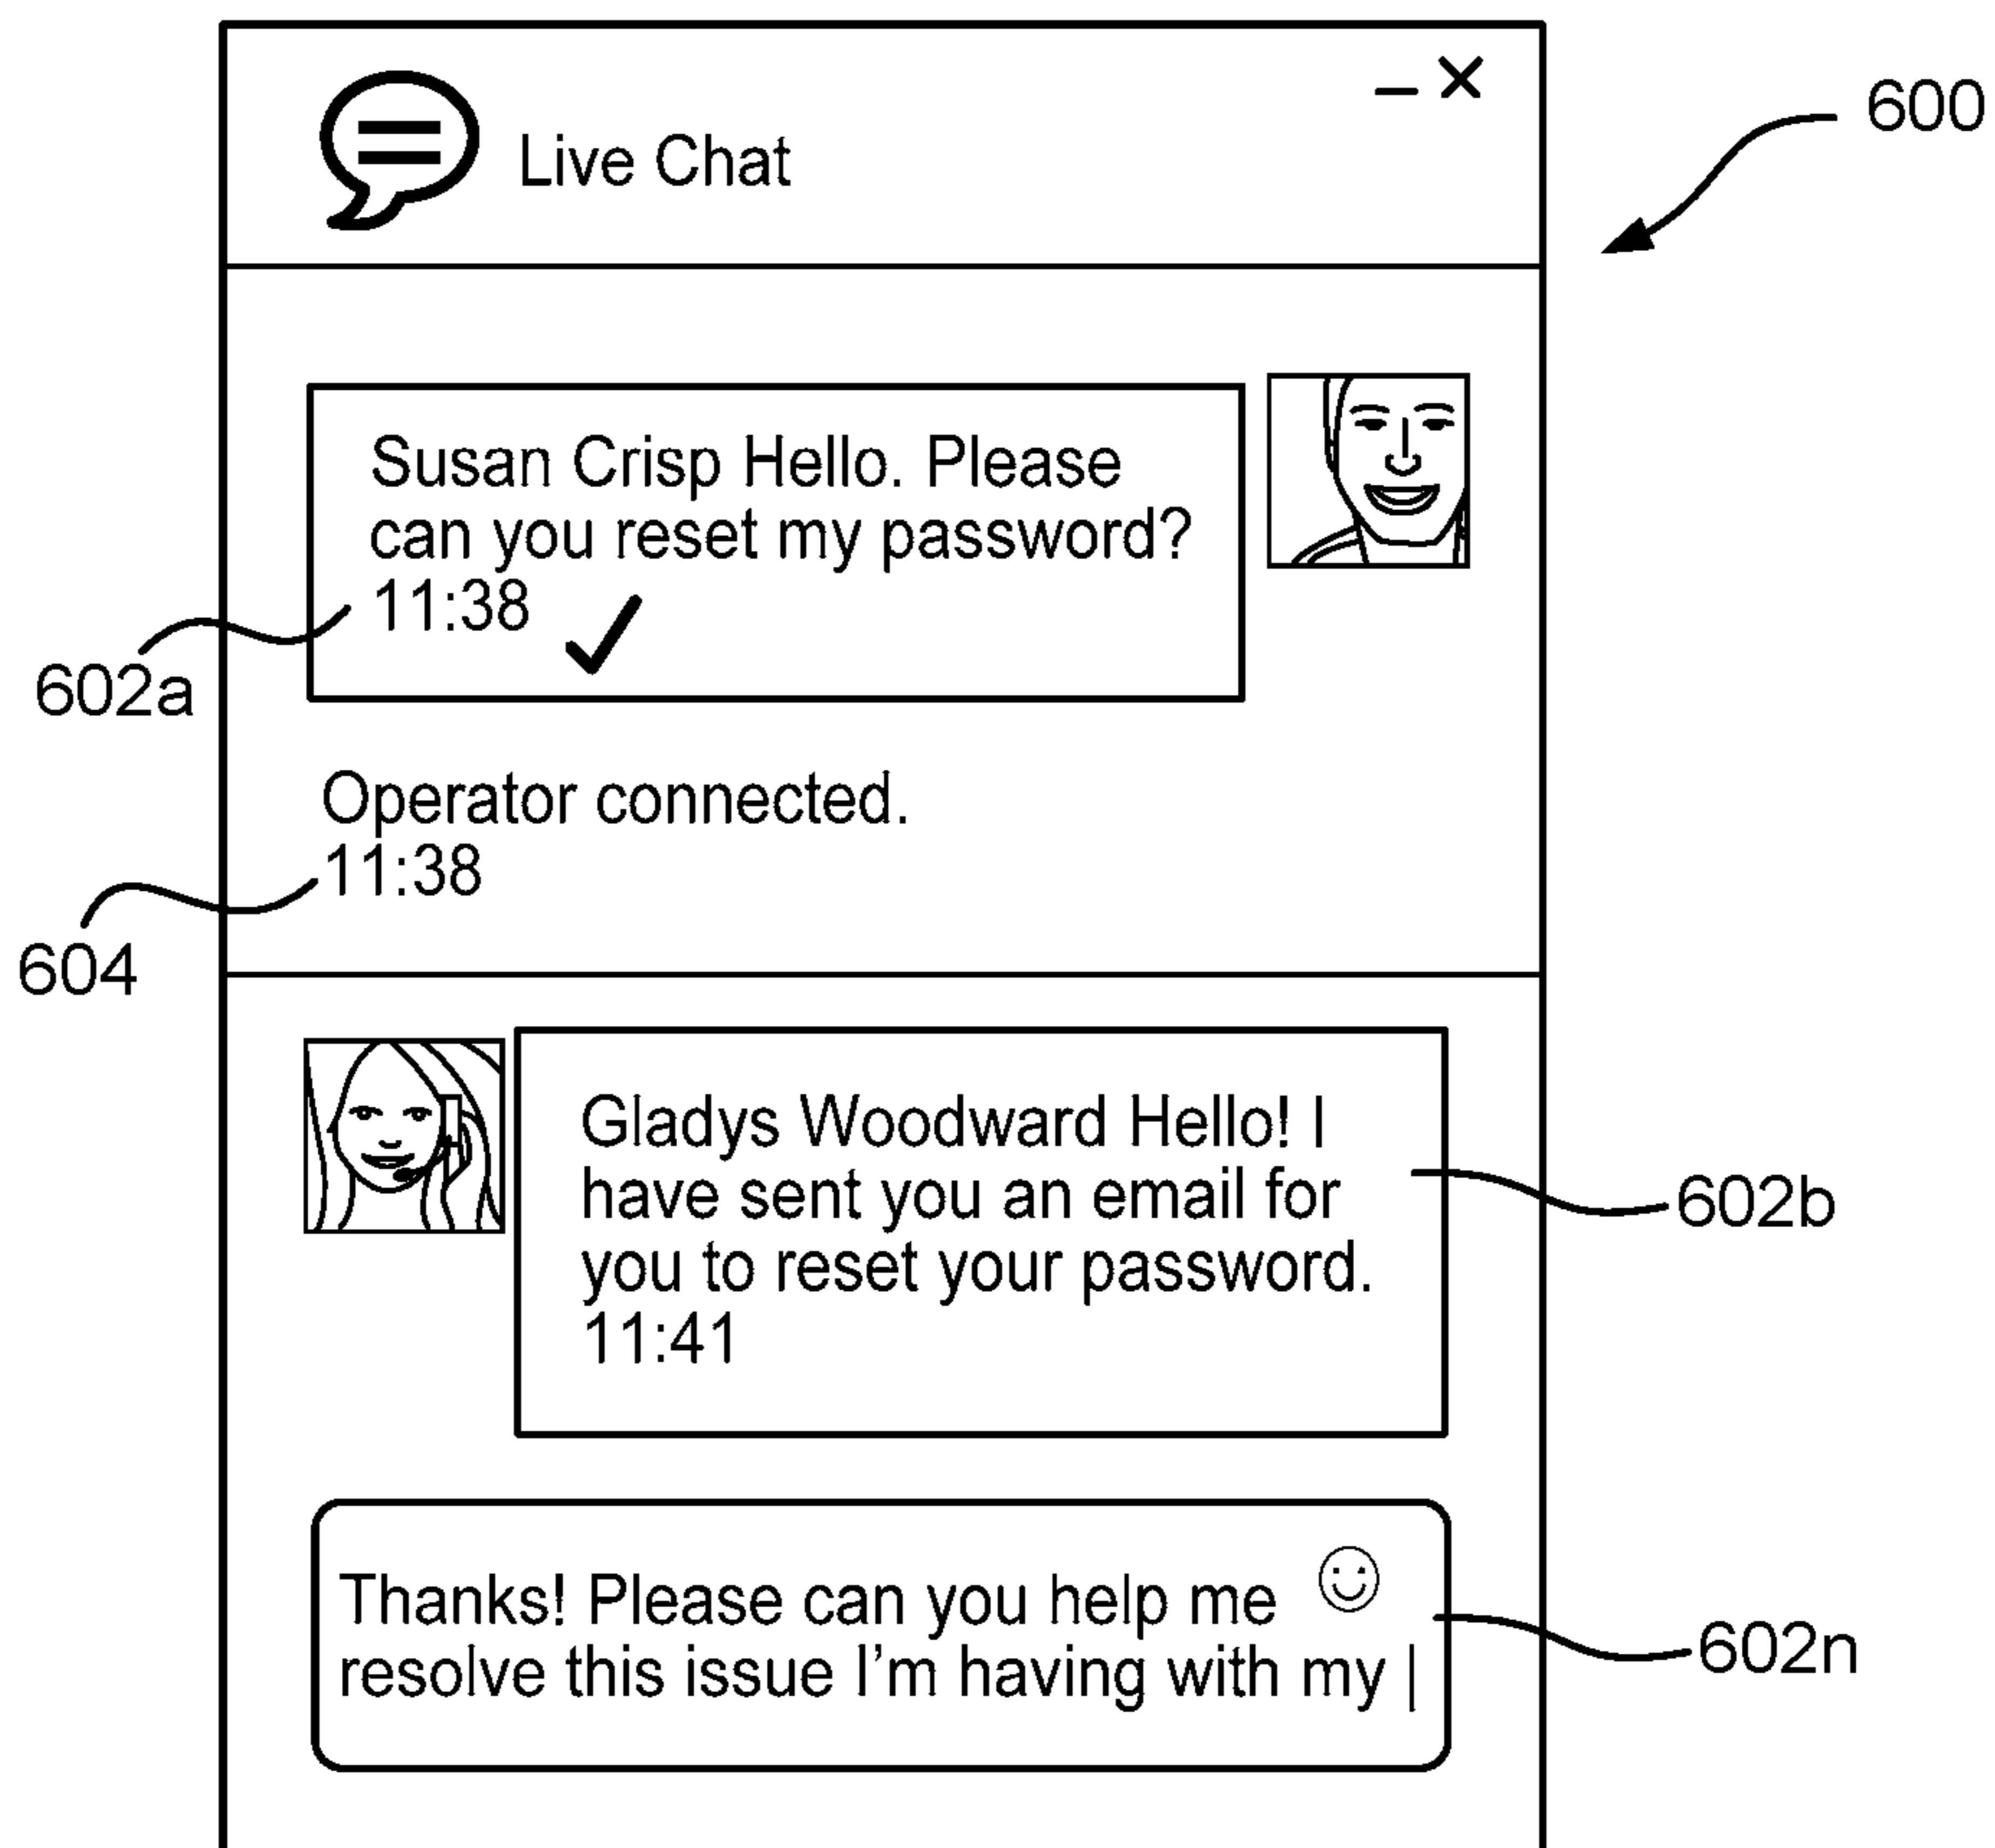 600
Live Chat
Susan Crisp Hello. Please
can you reset my password?
11:38
602a
Operator connected.
11:38
604
Gladys Woodward Hello! I
have sent you an email for
you to reset your password.
11:41
602b
Thanks! Please can you help me
resolve this issue I'm having with my
602n